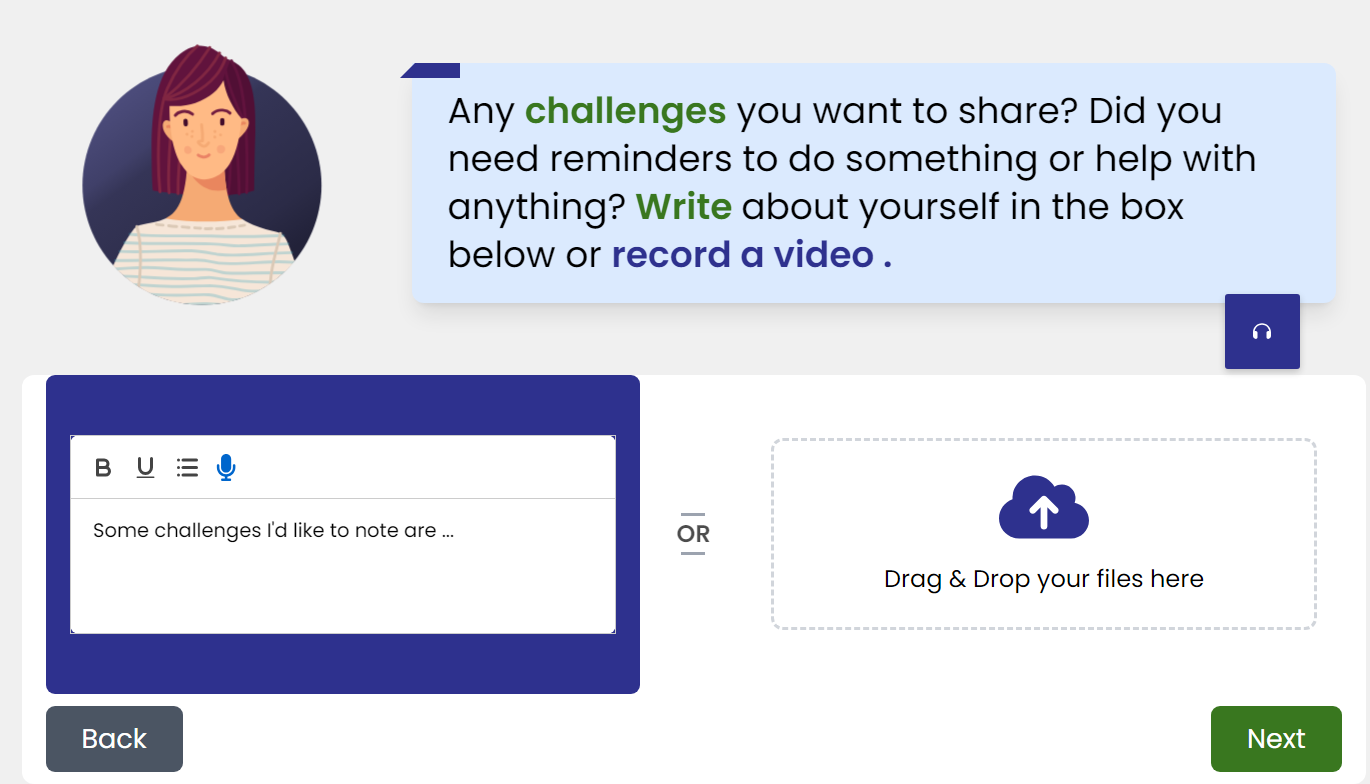 Any challenges you want to share? Did you
need reminders to do something or help with
anything? Write about yourself in the box
below or record a video .
B U
Some challenges I'd like to note are ...
OR
Drag & Drop your files here
Back
Next